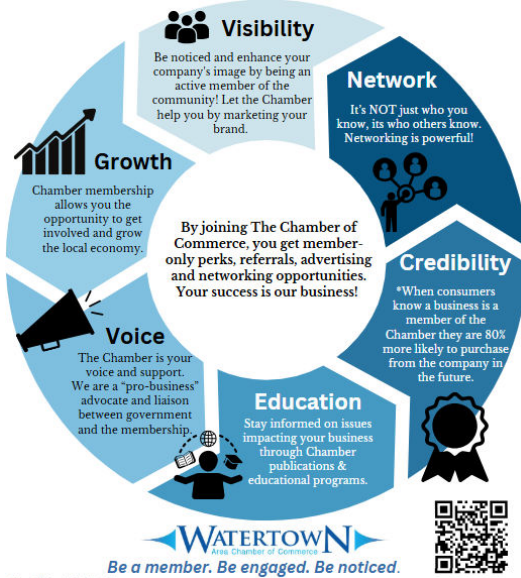 Visibility
Be noticed and enhance your
company's image by being an
active member of the
community! Let the Chamber
help you by marketing your
brand.
Network
It's NOT just who you
know, its who others know.
Networking is powerful!
Credibility
*When consumers
know a business is a
member of the
Chamber they are 80%
more likely to purchase
from the company in
the future.
Education
Stay informed on issues
impacting your business
through Chamber
publications &
educational programs.
Voice
The Chamber is your
voice and support.
We are a "pro-business"
advocate and liaison
between government
and the membership.
Growth
Chamber membership
allows you the
opportunity to get
involved and grow
the local economy.
By joining The Chamber of
Commerce, you get member-
only perks, referrals, advertising
and networking opportunities.
Your success is our business!
WATERTOWN
Area Chamber of Commerce
Be a member. Be engaged. Be noticed.